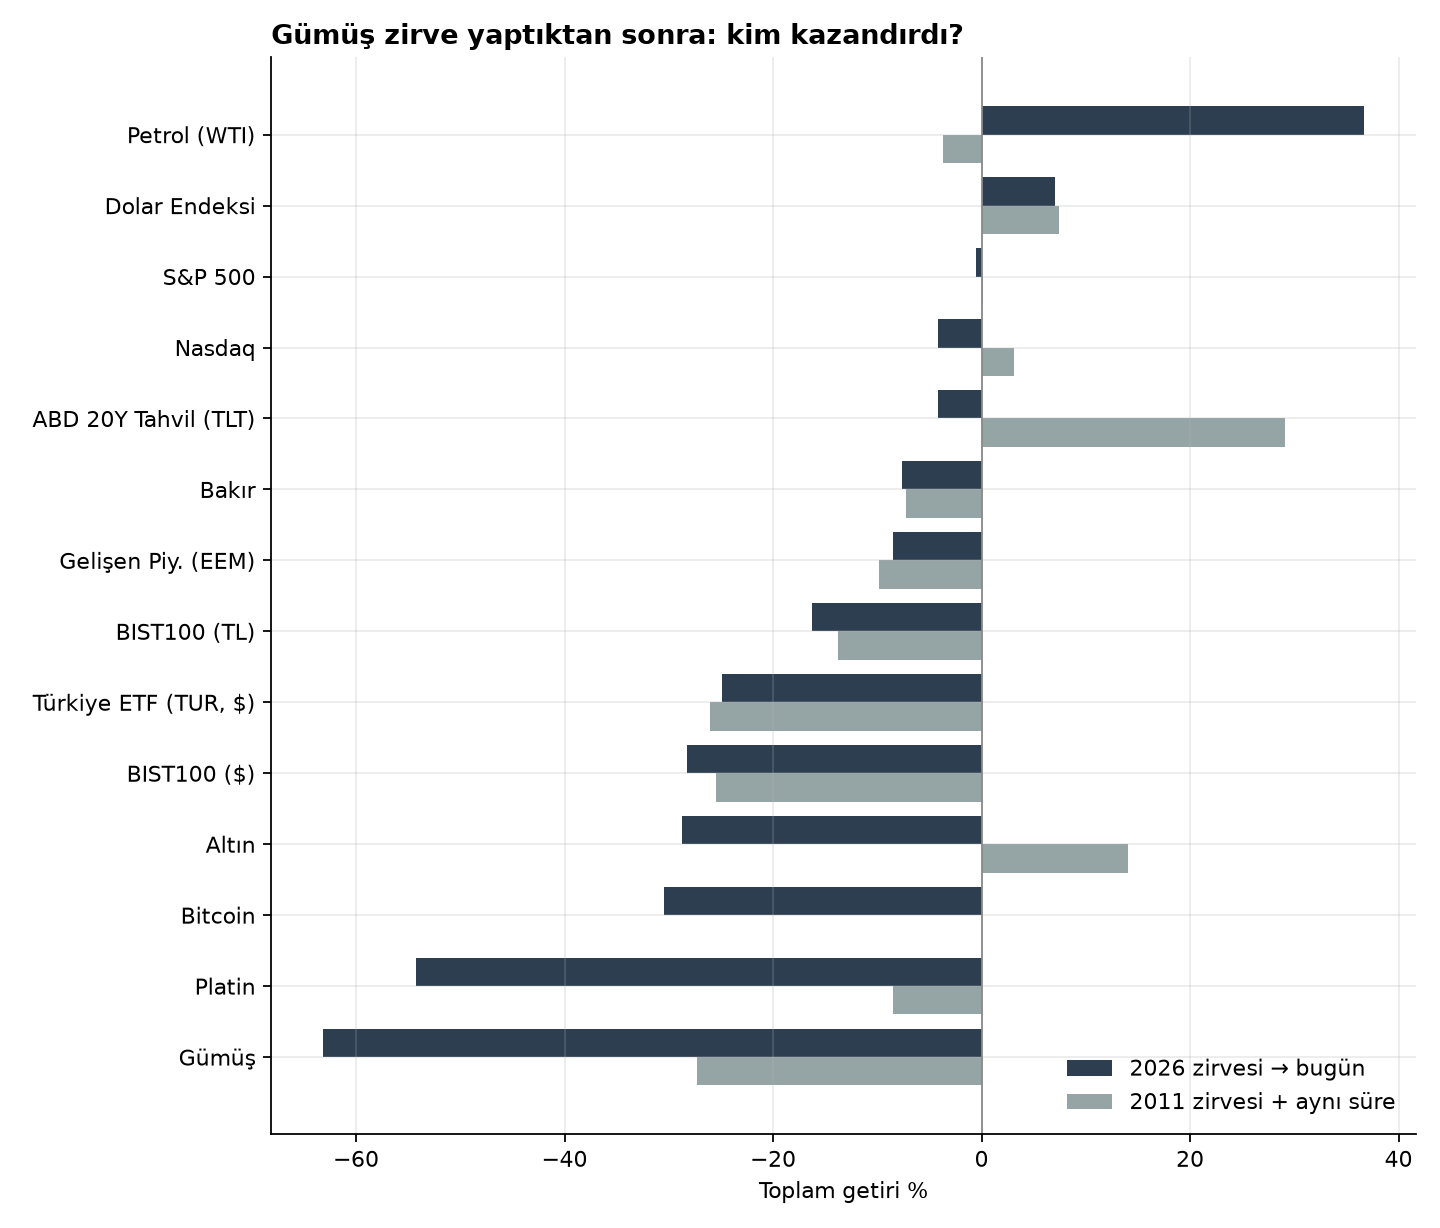 Gümüş zirve yaptıktan sonra: kim kazandırdı?
Petrol (WTI)
Dolar Endeksi
S&P 500
Nasdaq
ABD 20Y Tahvil (TLT)
Bakır
Gelişen Piy. (EEM)
BIST100 (TL)
Türkiye ETF (TUR, $)
BIST100 ($)
Altın
Bitcoin
Platin
Gümüş
2026 zirvesi → bugün
2011 zirvesi + aynı süre
−60 −40 −20 0 20 40
Toplam getiri %